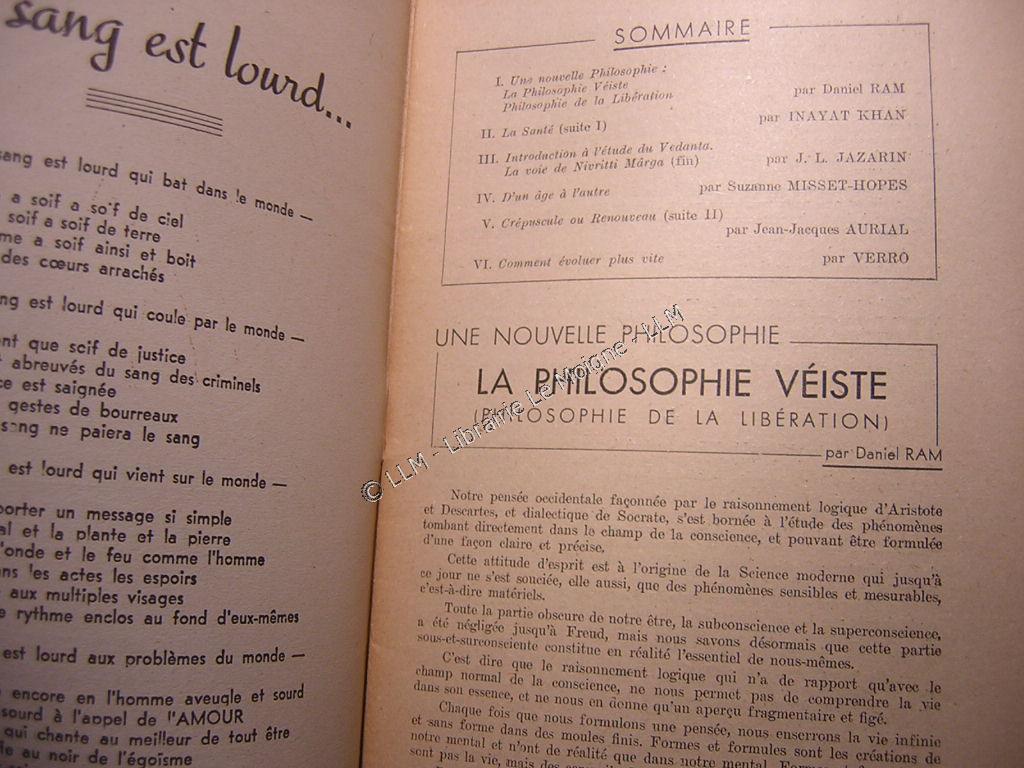 sang est lourd...
sang est lourd qui bat dans le monde —
a soif a soif de ciel
soif a soif de terre
me a soif ainsi et boit
des cœurs arrachés
ng est lourd qui coule par le monde —
nt que soif de justice
abreuvés du sang des criminels
ce est saignée
gestes de bourreaux
sang ne paiera le sang
est lourd qui vient sur le monde —
porter un message si simple
al et la plante et la pierre
l'onde et le feu comme l'homme
ans les actes les espoirs
aux multiples visages
e rythme enclos au fond d'eux-mêmes
est lourd aux problèmes du monde —
encore en l'homme aveugle et sourd
sourd à l'appel de l'AMOUR
qui chante au meilleur de tout être
le au noir de l'égoïsme
SOMMAIRE
I. Une nouvelle Philosophie :
La Philosophie Véiste
Philosophie de la Libération par Daniel RAM
II. La Santé (suite I) par INAYAT KHAN
III. Introduction à l'étude du Vedanta.
La voie de Nivritti Mârga (fin) par J. L. JAZARIN
IV. D'un âge à l'autre par Suzanne MISSET-HOPES
V. Crépuscule ou Renouveau (suite II)
par Jean-Jacques AURIAL
VI. Comment évoluer plus vite par VERRO
UNE NOUVELLE PHILOSOPHIE
LA PHILOSOPHIE VÉISTE
(PHILOSOPHIE DE LA LIBÉRATION)
par Daniel RAM
Notre pensée occidentale façonnée par le raisonnement logique d'Aristote
et Descartes, et dialectique de Socrate, s'est bornée à l'étude des phénomènes
tombant directement dans le champ de la conscience, et pouvant être formulée
d'une façon claire et précise.
Cette attitude d'esprit est à l'origine de la Science moderne qui jusqu'à
ce jour ne s'est souciée, elle aussi, que des phénomènes sensibles et mesurables,
c'est-à-dire matériels.
Toute la partie obscure de notre être, la subconscience et la superconscience,
a été négligée jusqu'à Freud, mais nous savons désormais que cette partie
sous-et-surconsciente constitue en réalité l'essentiel de nous-mêmes.
C'est dire que le raisonnement logique qui n'a de rapport qu'avec le
champ normal de la conscience, ne nous permet pas de comprendre la vie
dans son essence, et ne nous en donne qu'un aperçu fragmentaire et figé.
Chaque fois que nous formulons une pensée, nous enserrons la vie infinie
et sans forme dans des moules finis. Formes et formules sont les créations de
notre mental et n'ont de réalité que dans notre mental.
sont pas la vie, mais des
© LLM - Librairie Le Moigne - LLM